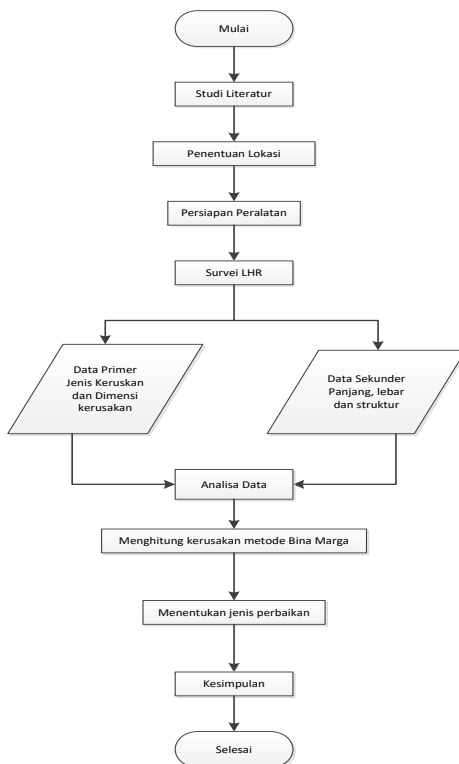 Mulai
Studi Literatur
Penentuan Lokasi
Persiapan Peralatan
Survei LHR
Data Primer
Jenis Keruskan
dan Dimensi
kerusakan
Data Sekunder
Panjang, lebar
dan struktur
Analisa Data
Menghitung kerusakan metode Bina Marga
Menentukan jenis perbaikan
Kesimpulan
Selesai